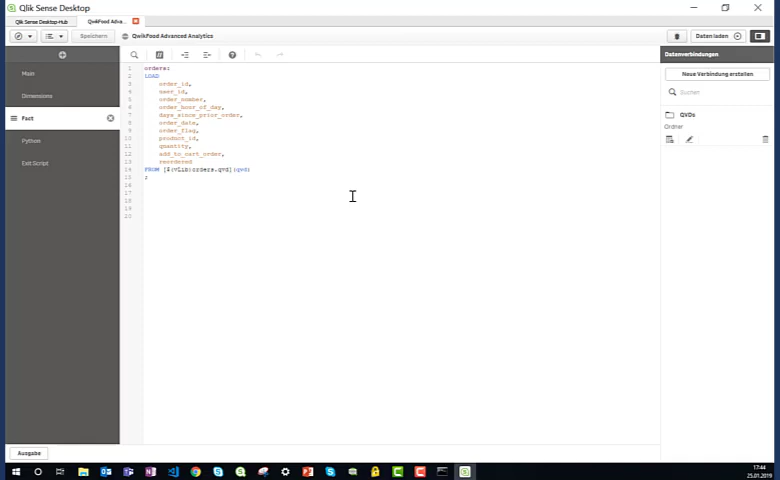 Qlik Sense Desktop
Qlik Sense Desktop-Hub
QwikFood Adva...
Speichern
QwikFood Advanced Analytics
Daten laden
Main
Dimensions
Fact
Python
Exit Script
1 orders:
2 LOAD
3 order_id,
4 user_id,
5 order_number,
6 order_hour_of_day,
7 days_since_prior_order,
8 order_date,
9 order_flag,
10 product_id,
11 quantity,
12 add_to_cart_order,
13 reordered
14 FROM [$(vLib)orders.qvd](qvd)
15 ;
16
17
18
19
20
Datenverbindungen
Neue Verbindung erstellen
Suchen
QVDs
Ordner
Ausgabe
17:44
25.01.2019